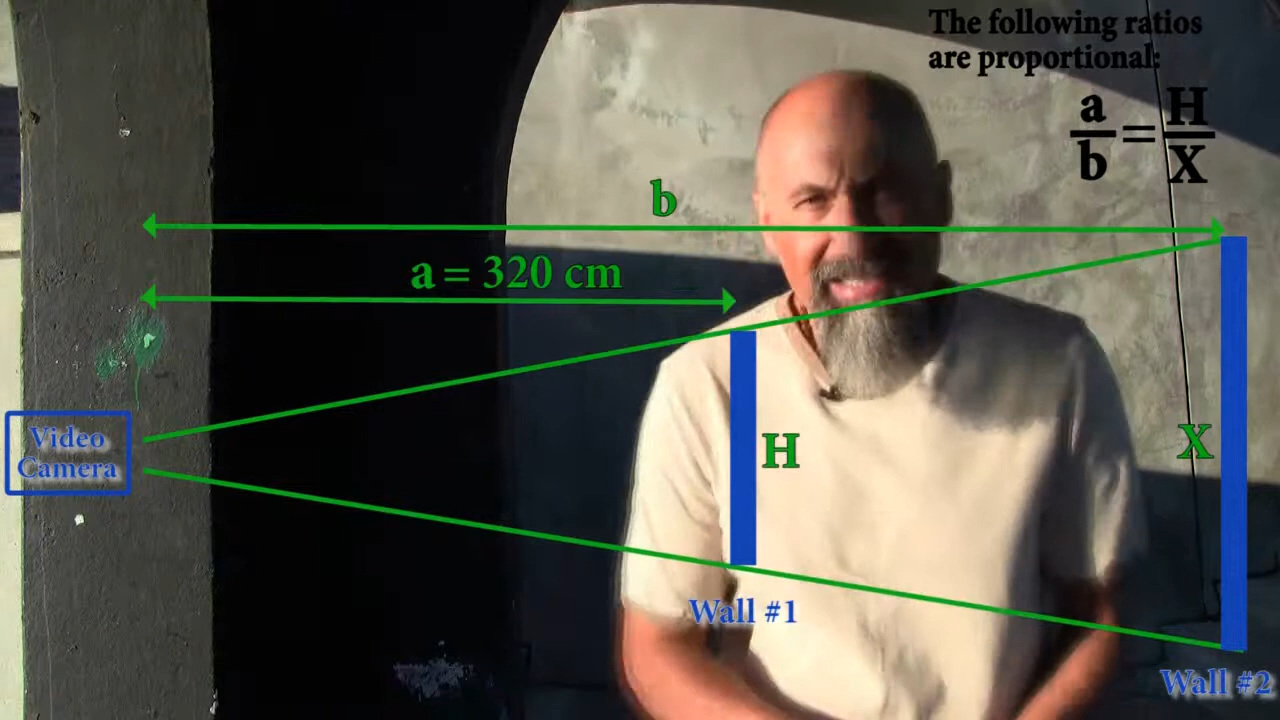 The following ratios
are proportional:
a/b = H/X
b
a = 320 cm
Video
Camera
H
X
Wall #1
Wall #2